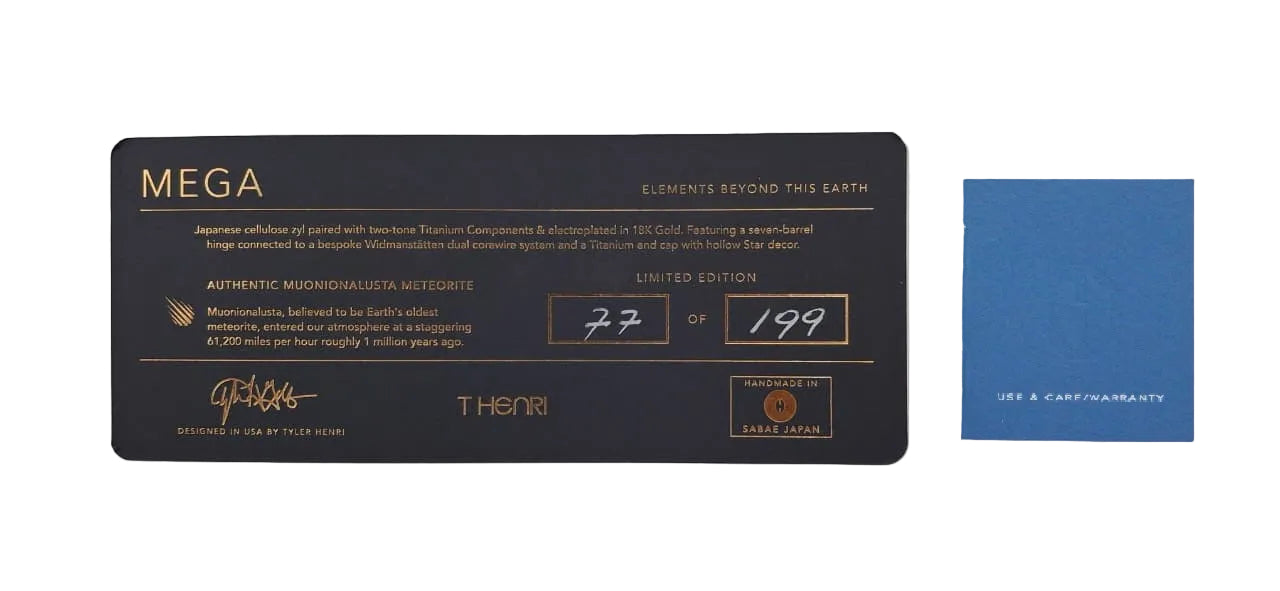 MEGA
ELEMENTS BEYOND THIS EARTH
Japanese cellulose zyl paired with two-tone Titanium Components & electroplated in 18K Gold. Featuring a seven-barrel
hinge connected to a bespoke Widmanstätten dual corewire system and a Titanium end cap with hollow Star decor.
AUTHENTIC MUONIONALUSTA METEORITE
Muonionalusta, believed to be Earth's oldest
meteorite, entered our atmosphere at a staggering
61,200 miles per hour roughly 1 million years ago.
LIMITED EDITION
77 OF 199
DESIGNED IN USA BY TYLER HENRI
T HENRI
HANDMADE IN
SABAE JAPAN
USE & CARE/WARRANTY